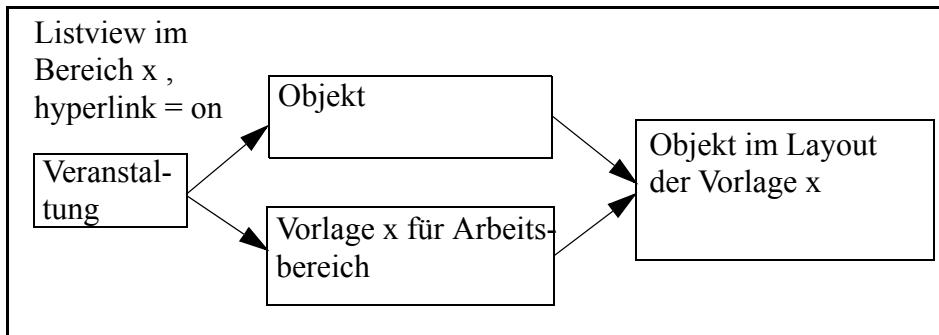 Listview im
Bereich x ,
hyperlink = on
Veranstal-
tung
Objekt
Vorlage x für Arbeits-
bereich
Objekt im Layout
der Vorlage x